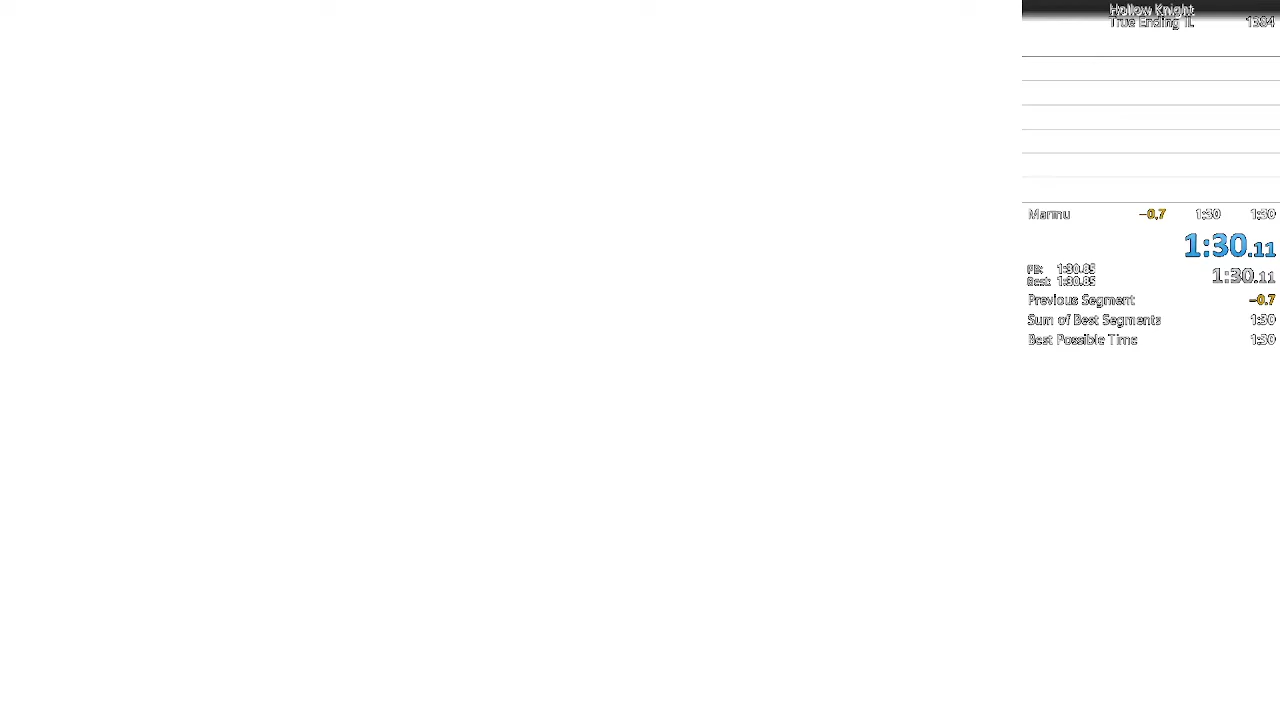 Hollow Knight
True Ending IL 1384
Marmu -0.7 1:30 1:30
1:30.11
PB: 1:30.85 1:30.11
Best: 1:30.85
Previous Segment -0.7
Sum of Best Segments 1:30
Best Possible Time 1:30